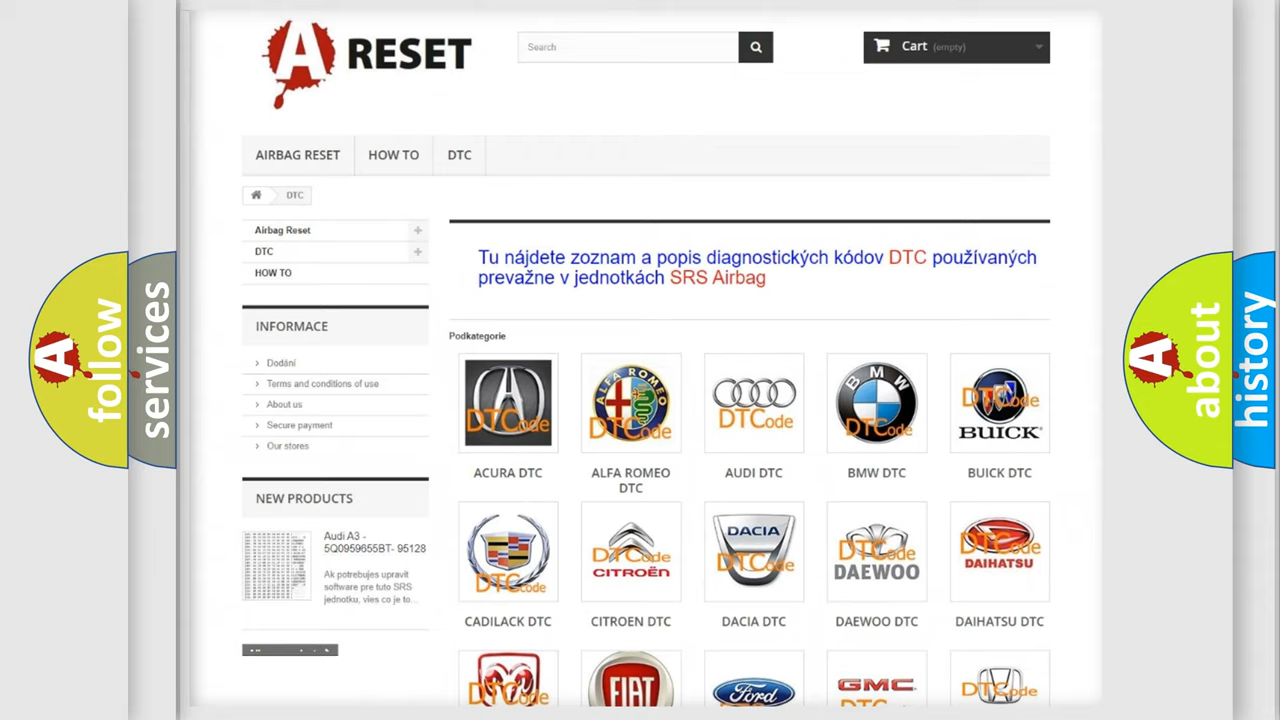 A RESET
Search
Cart (empty)
AIRBAG RESET
HOW TO
DTC
DTC
Airbag Reset
DTC
HOW TO
Tu nájdete zoznam a popis diagnostických kódov DTC používaných
prevažne v jednotkách SRS Airbag
INFORMACE
Dodání
Terms and conditions of use
About us
Secure payment
Our stores
NEW PRODUCTS
Audi A3 -
5Q0959655BT- 95128
Ak potrebujes upravit
software pre tuto SRS
jednotku, vies co je to...
Podkategorie
DTCode
ALFA ROMEO
DTCode
DTCode
BMW
DTCode
DTCode
BUICK
ACURA DTC
ALFA ROMEO
DTC
AUDI DTC
BMW DTC
BUICK DTC
DTCode
DTCode
CITROËN
DACIA
DTCode
DTCode
DAEWOO
DTCode
DAIHATSU
CADILACK DTC
CITROEN DTC
DACIA DTC
DAEWOO DTC
DAIHATSU DTC
DTCode
FIAT
Ford
GMC
DTCode
A follow
services
A about
history